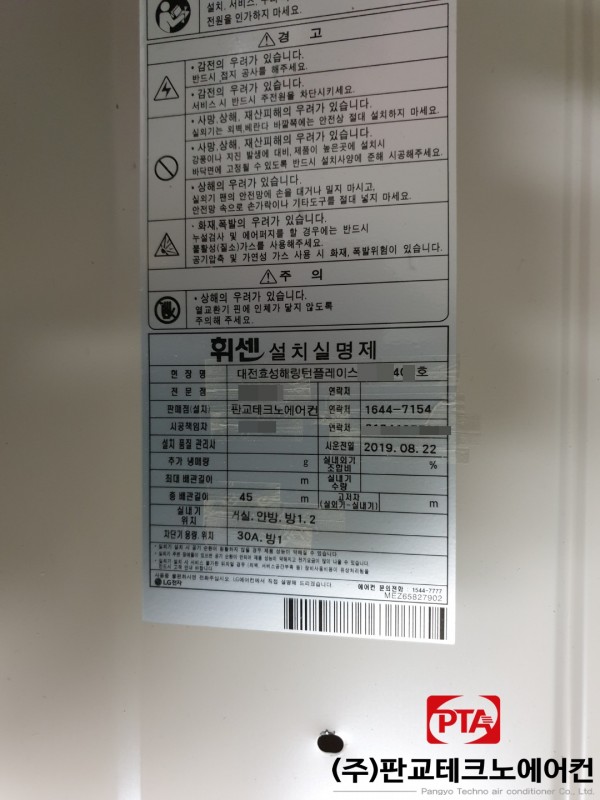 설치, 서비스,
전원을 인가하지 마세요.
경 고
• 감전의 우려가 있습니다.
반드시 접지 공사를 해주세요.
• 감전의 우려가 있습니다.
서비스 시 반드시 주전원을 차단시키세요.
• 사망,상해, 재산피해의 우려가 있습니다.
실외기는 외벽,베란다 바깥쪽에는 안전상 절대 설치하지 마세요.
• 사망,상해, 재산피해의 우려가 있습니다.
강풍이나 지진 발생에 대비, 제품이 높은곳에 설치시
바닥면에 고정될 수 있도록 반드시 설치사양에 준해 시공해주세요.
• 상해의 우려가 있습니다.
실외기 팬의 안전망에 손을 대거나 밀지 마시고,
안전망 속으로 손가락이나 기타도구를 절대 넣지 마세요.
• 화재,폭발의 우려가 있습니다.
누설검사 및 에어퍼지를 할 경우에는 반드시
불활성(질소)가스를 사용해주세요.
공기압축 및 가연성 가스 사용 시 화재, 폭발위험이 있습니다.
주 의
• 상해의 우려가 있습니다.
열교환기 핀에 인체가 닿지 않도록
주의해 주세요.
휘센 설치실명제
현 장 명 대전효성해링턴플레이스 40 호
전 문 점 연락처
판매점(설치) 판교테크노에어컨 연락처 1644-7154
시공책임자 연락처
설치 품질 관리사 시운전일 2019. 08. 22
추가 냉매량 g 실내외기 조합비 %
최대 배관길이 m 실내기 수량
총 배관길이 45 m 고저차 (실외기~실내기) m
실내기 위치 거실. 안방. 방1. 2
차단기 용량. 위치 30A. 방1
LG전자
에어컨 문의전화 : 1544-7777
MEZ65827902
PTA
(주)판교테크노에어컨
Pangyo Techno air conditioner Co., Ltd.